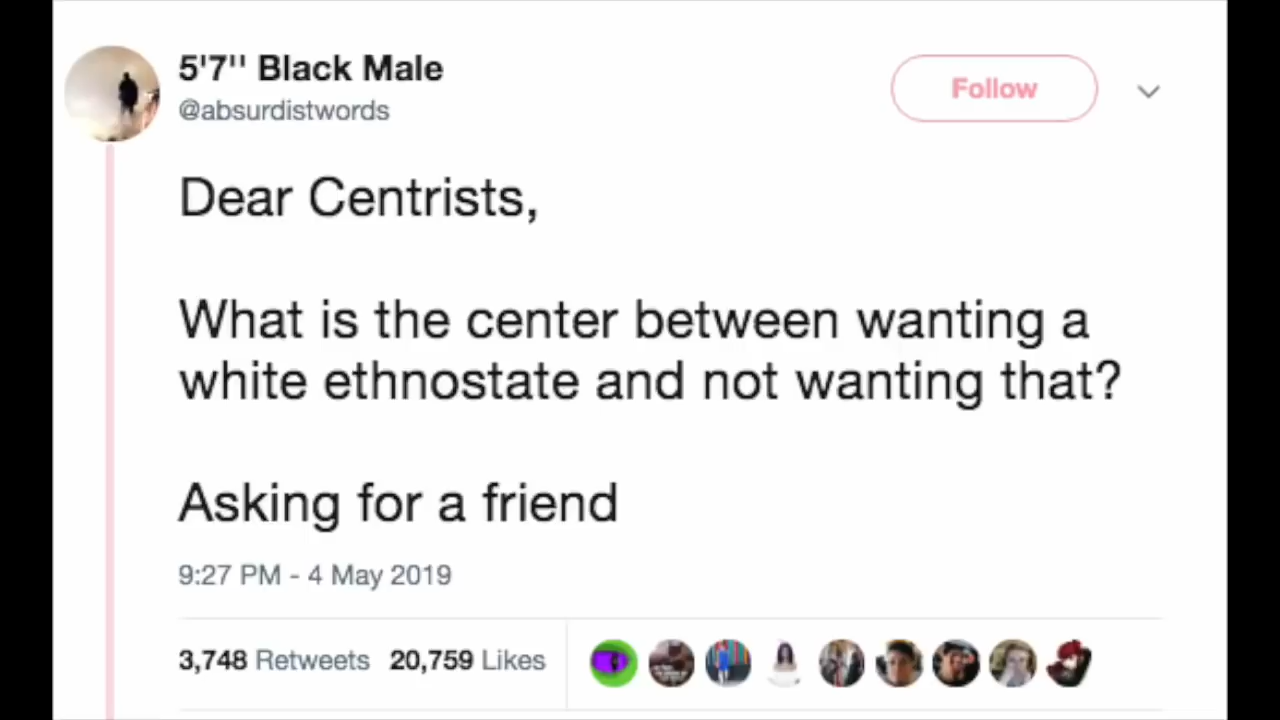 5'7" Black Male
@absurdistwords
Follow
Dear Centrists,
What is the center between wanting a
white ethnostate and not wanting that?
Asking for a friend
9:27 PM - 4 May 2019
3,748 Retweets 20,759 Likes